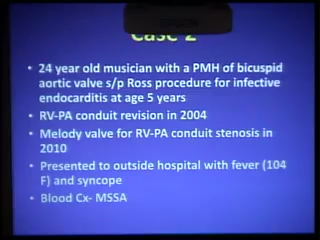 Case 2
• 24 year old musician with a PMH of bicuspid
aortic valve s/p Ross procedure for infective
endocarditis at age 5 years
• RV-PA conduit revision in 2004
• Melody valve for RV-PA conduit stenosis in
2010
• Presented to outside hospital with fever (104
F) and syncope
• Blood Cx- MSSA